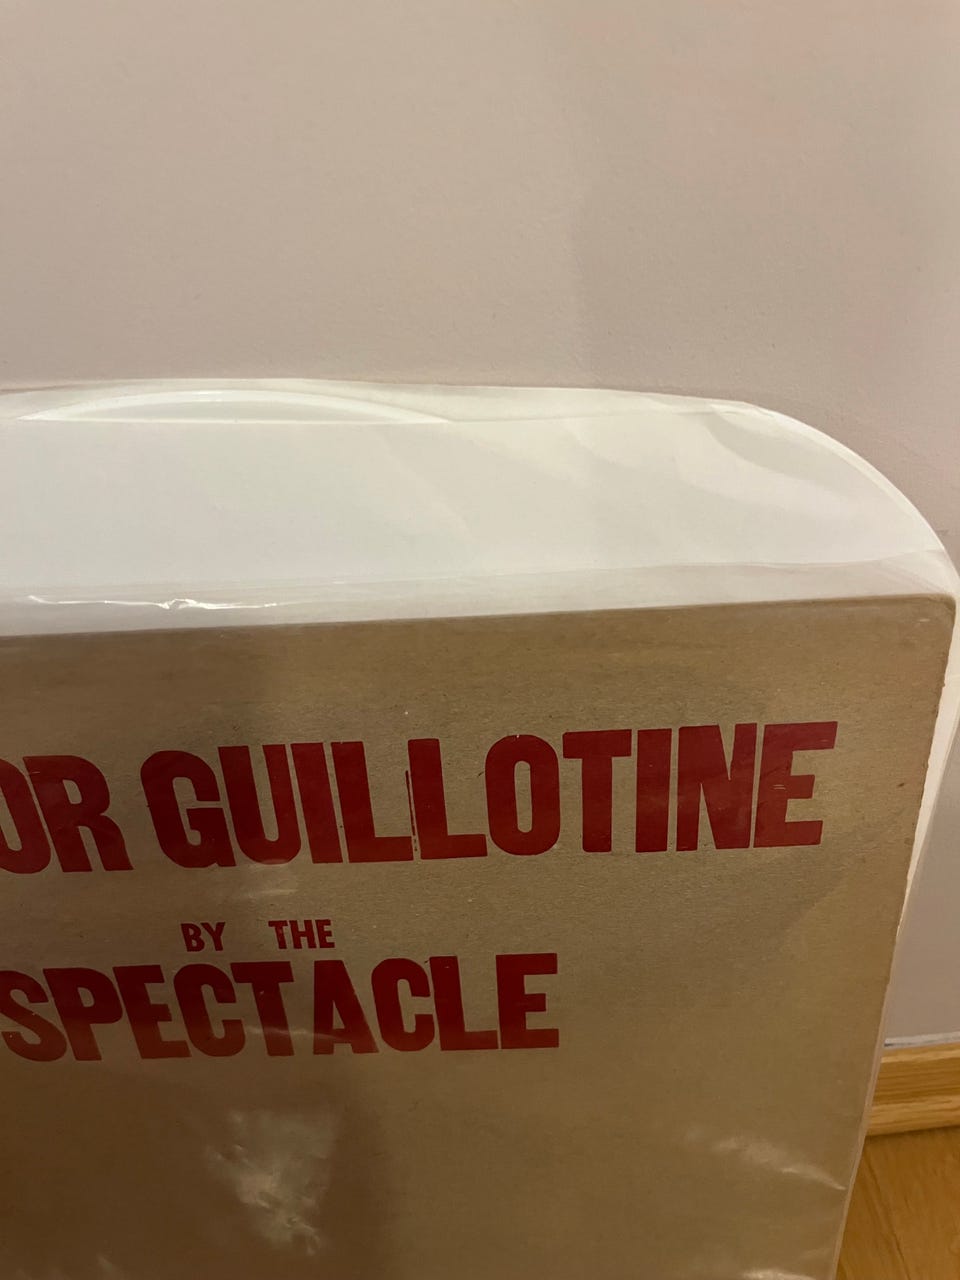 OR GUILLOTINE
BY THE
SPECTACLE